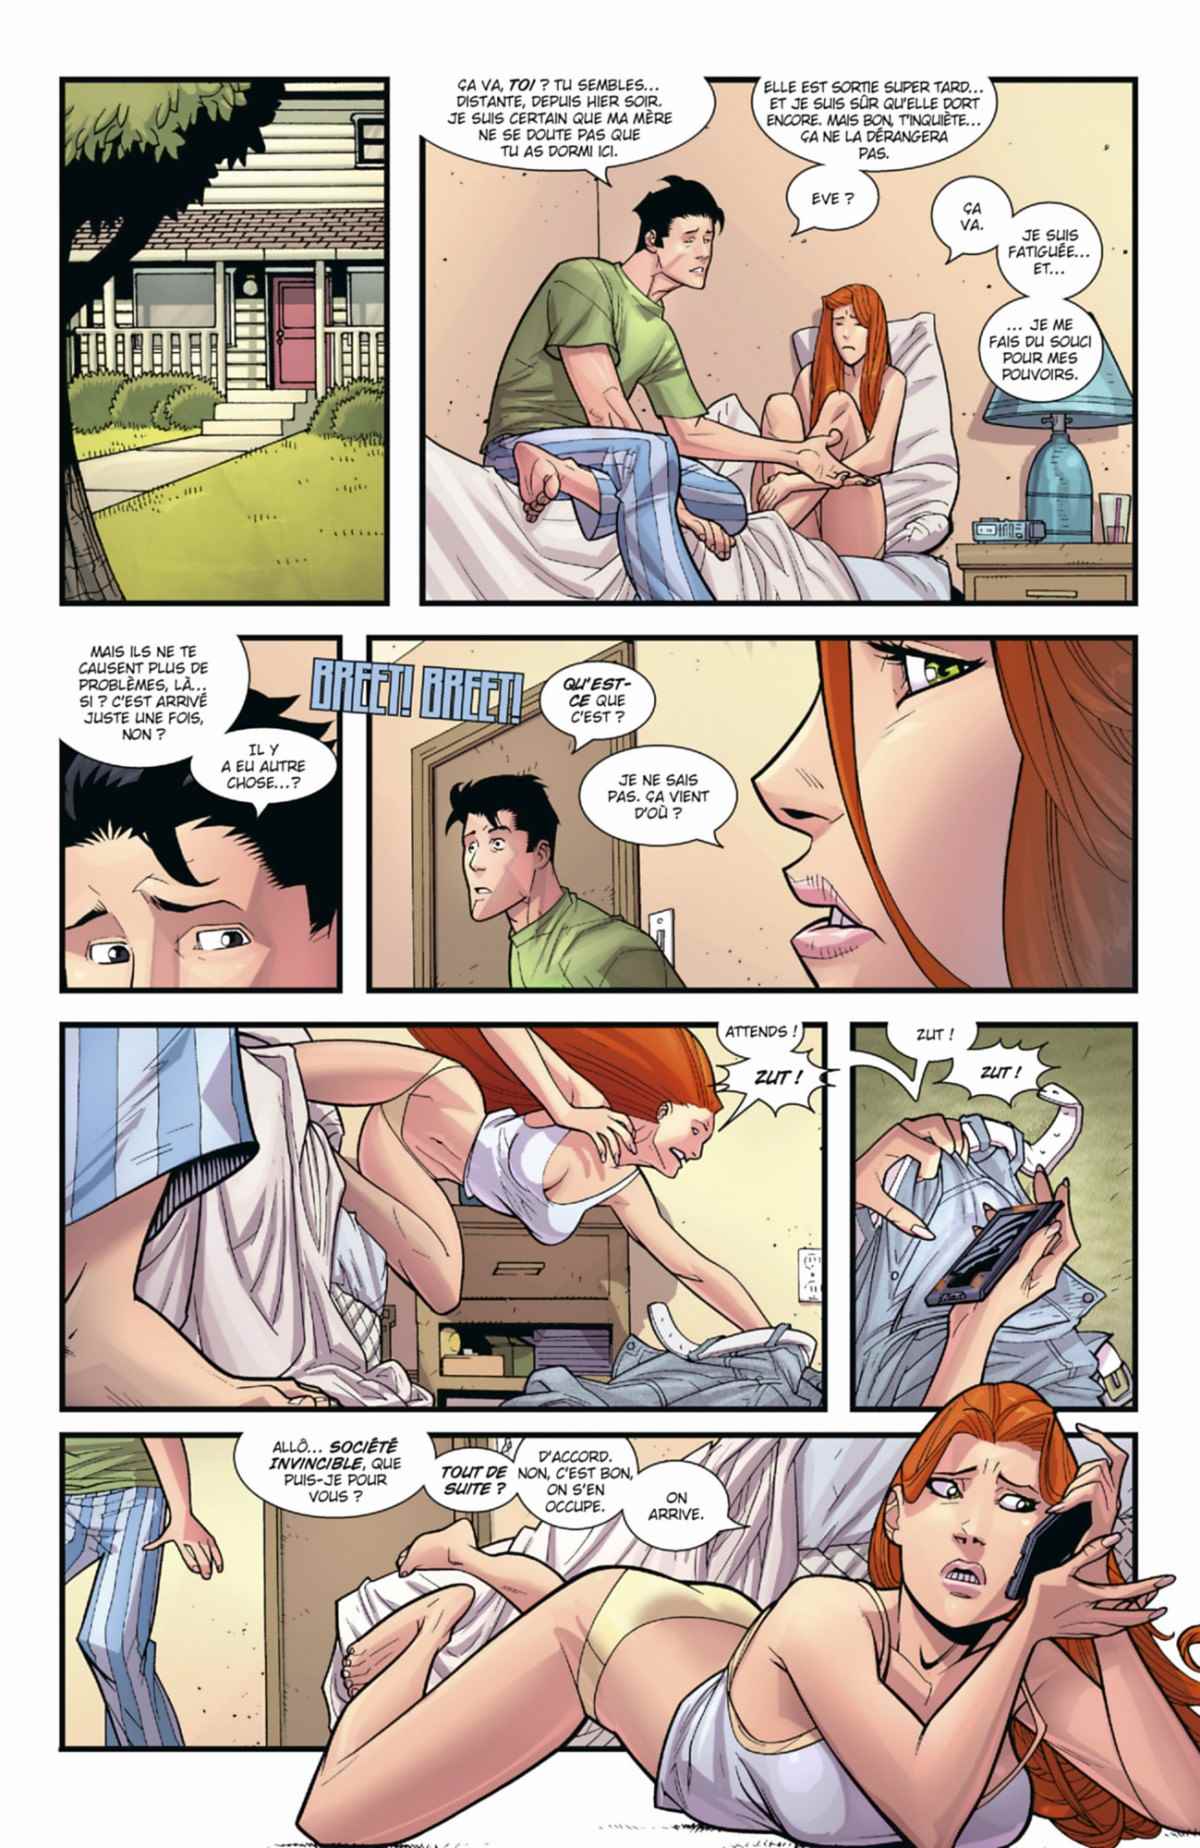 ÇA VA, TOI ? TU SEMBLES...
DISTANTE, DEPUIS HIER SOIR.
JE SUIS CERTAIN QUE MA MÈRE
NE SE DOUTE PAS QUE
TU AS DORMI ICI.
ELLE EST SORTIE SUPER TARD...
ET JE SUIS SÛR QU'ELLE DORT
ENCORE. MAIS BON, T'INQUIÈTE...
ÇA NE LA DÉRANGERA
PAS.
EVE ?
ÇA
VA.
JE SUIS
FATIGUÉE...
ET...
... JE ME
FAIS DU SOUCI
POUR MES
POUVOIRS.
MAIS ILS NE TE
CAUSENT PLUS DE
PROBLÈMES, LÀ...
SI ? C'EST ARRIVÉ
JUSTE UNE FOIS,
NON ?
IL Y
A EU AUTRE
CHOSE...?
BREET! BREET!
QU'EST-
CE QUE
C'EST ?
JE NE SAIS
PAS. ÇA VIENT
D'OÙ ?
ATTENDS !
ZUT !
ZUT !
ZUT !
ALLÔ... SOCIÉTÉ
INVINCIBLE, QUE
PUIS-JE POUR
VOUS ?
TOUT DE
SUITE ?
D'ACCORD.
NON, C'EST BON,
ON S'EN
OCCUPE.
ON
ARRIVE.